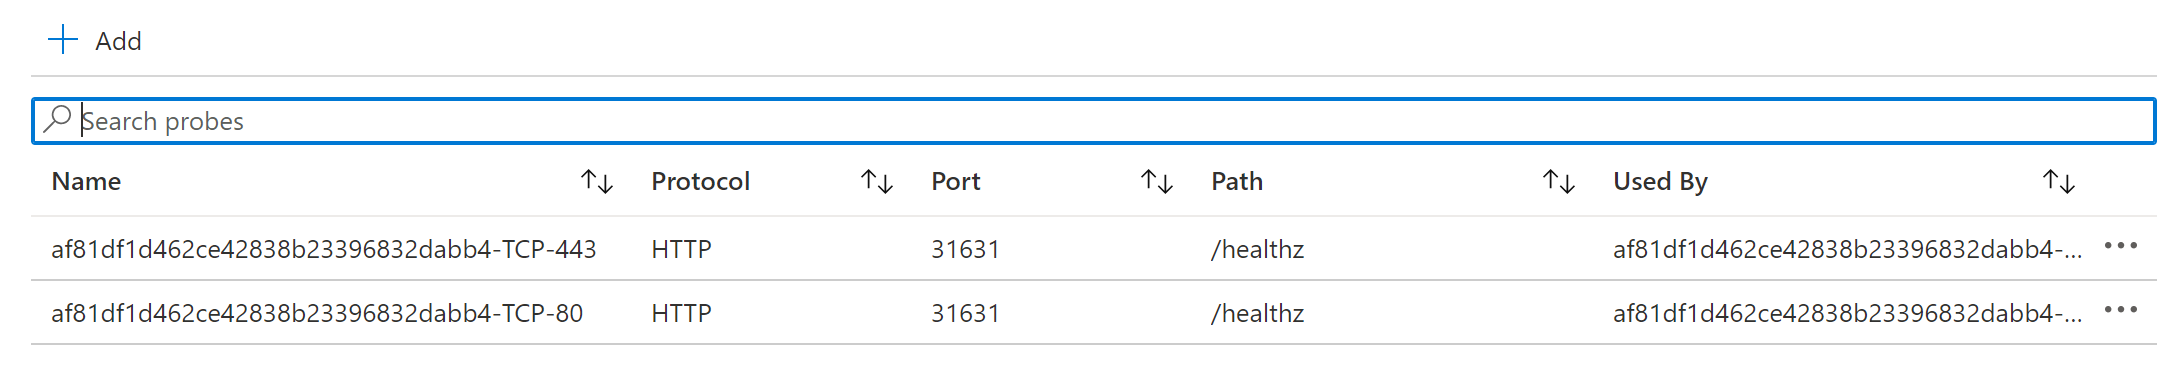 Add
Search probes
Name Protocol Port Path Used By
af81df1d462ce42838b23396832dabb4-TCP-443 HTTP 31631 /healthz af81df1d462ce42838b23396832dabb4-...
af81df1d462ce42838b23396832dabb4-TCP-80 HTTP 31631 /healthz af81df1d462ce42838b23396832dabb4-...